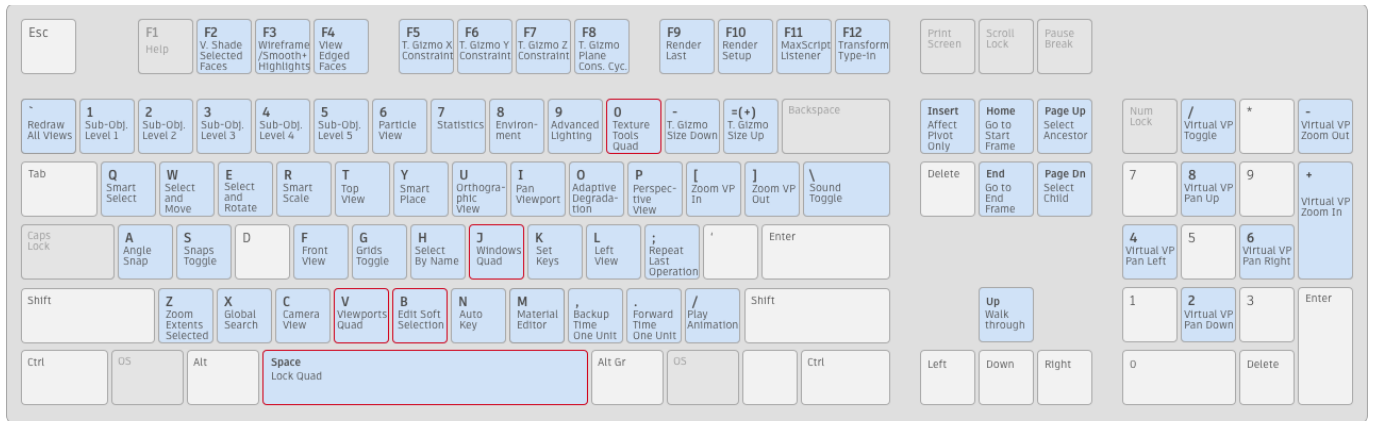 Esc
F1
Help
F2
V. Shade
Selected
Faces
F3
Wireframe
/Smooth+
Highlights
F4
View
Edged
Faces
F5
T. Gizmo X
Constraint
F6
T. Gizmo Y
Constraint
F7
T. Gizmo Z
Constraint
F8
T. Gizmo
Plane
Cons. Cyc.
F9
Render
Last
F10
Render
Setup
F11
MaxScript
Listener
F12
Transform
Type-in
Print
Screen
Scroll
Lock
Pause
Break
`
Redraw
All Views
1
Sub-Obj.
Level 1
2
Sub-Obj.
Level 2
3
Sub-Obj.
Level 3
4
Sub-Obj.
Level 4
5
Sub-Obj.
Level 5
6
Particle
View
7
Statistics
8
Environ-
ment
9
Advanced
Lighting
0
Texture
Tools
Quad
-
T. Gizmo
Size Down
=(+)
T. Gizmo
Size Up
Backspace
Insert
Affect
Pivot
Only
Home
Go to
Start
Frame
Page Up
Select
Ancestor
Num
Lock
/
Virtual VP
Toggle
*
-
Virtual VP
Zoom Out
Tab
Q
Smart
Select
W
Select
and
Move
E
Select
and
Rotate
R
Smart
Scale
T
Top
View
Y
Smart
Place
U
Orthogra-
phic
View
I
Pan
Viewport
O
Adaptive
Degrada-
tion
P
Perspec-
tive
View
[
Zoom VP
In
]
Zoom VP
Out
\
Sound
Toggle
Delete
End
Go to
End
Frame
Page Dn
Select
Child
7
8
Virtual VP
Pan Up
9
+
Virtual VP
Zoom In
Caps
Lock
A
Angle
Snap
S
Snaps
Toggle
D
F
Front
View
G
Grids
Toggle
H
Select
By Name
J
Windows
Quad
K
Set
Keys
L
Left
View
;
Repeat
Last
Operation
'
Enter
4
Virtual VP
Pan Left
5
6
Virtual VP
Pan Right
Shift
Z
Zoom
Extents
Selected
X
Global
Search
C
Camera
View
V
Viewports
Quad
B
Edit Soft
Selection
N
Auto
Key
M
Material
Editor
,
Backup
Time
One Unit
.
Forward
Time
One Unit
/
Play
Animation
Shift
Up
Walk
through
1
2
Virtual VP
Pan Down
3
Enter
Ctrl
OS
Alt
Space
Lock Quad
Alt Gr
OS
Ctrl
Left
Down
Right
0
Delete